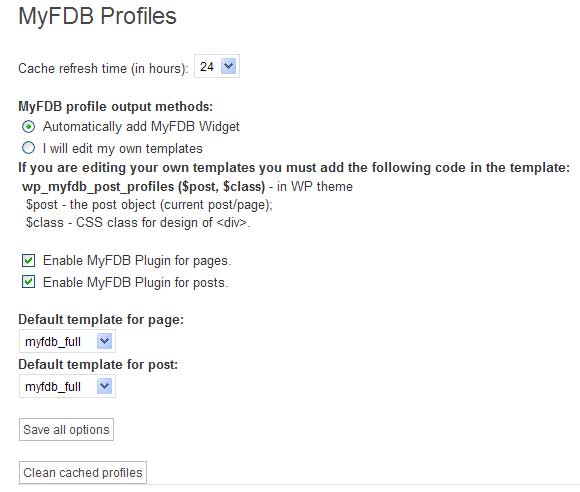 MyFDB Profiles
Cache refresh time (in hours): 24
MyFDB profile output methods:
Automatically add MyFDB Widget
I will edit my own templates
If you are editing your own templates you must add the following code in the template:
wp_myfdb_post_profiles ($post, $class) - in WP theme
$post - the post object (current post/page);
$class - CSS class for design of <div>.
Enable MyFDB Plugin for pages.
Enable MyFDB Plugin for posts.
Default template for page:
myfdb_full
Default template for post:
myfdb_full
Save all options
Clean cached profiles